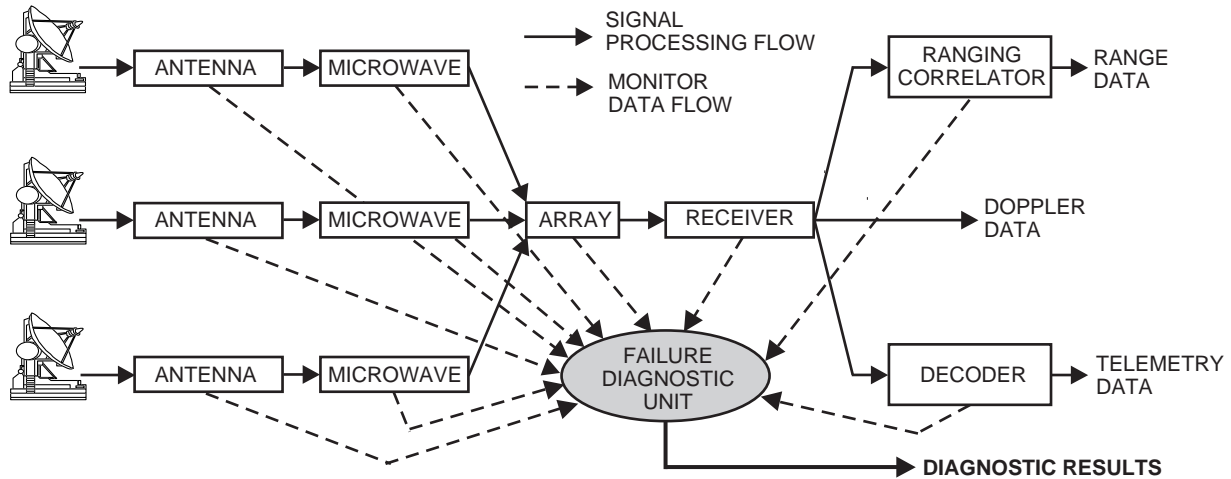 SIGNAL
PROCESSING FLOW
MONITOR
DATA FLOW
ANTENNA
MICROWAVE
RANGING
CORRELATOR
RANGE
DATA
ANTENNA
MICROWAVE
ARRAY
RECEIVER
DOPPLER
DATA
ANTENNA
MICROWAVE
FAILURE
DIAGNOSTIC
UNIT
DECODER
TELEMETRY
DATA
DIAGNOSTIC RESULTS